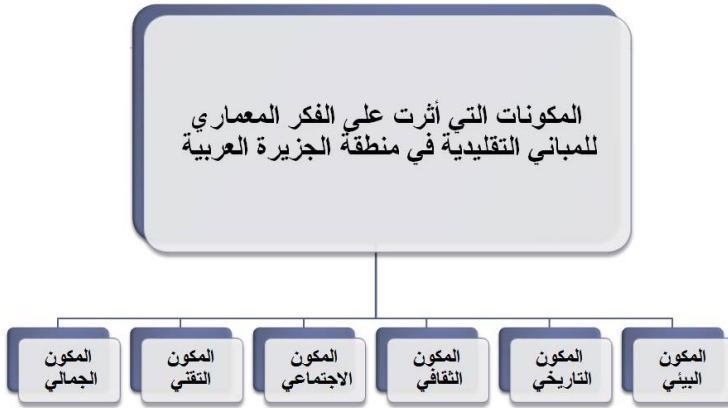 المكونات التي أثرت على الفكر المعماري
للمباني التقليدية في منطقة الجزيرة العربية
المكون
البيئي
المكون
التاريخي
المكون
الثقافي
المكون
الاجتماعي
المكون
التقني
المكون
الجمالي